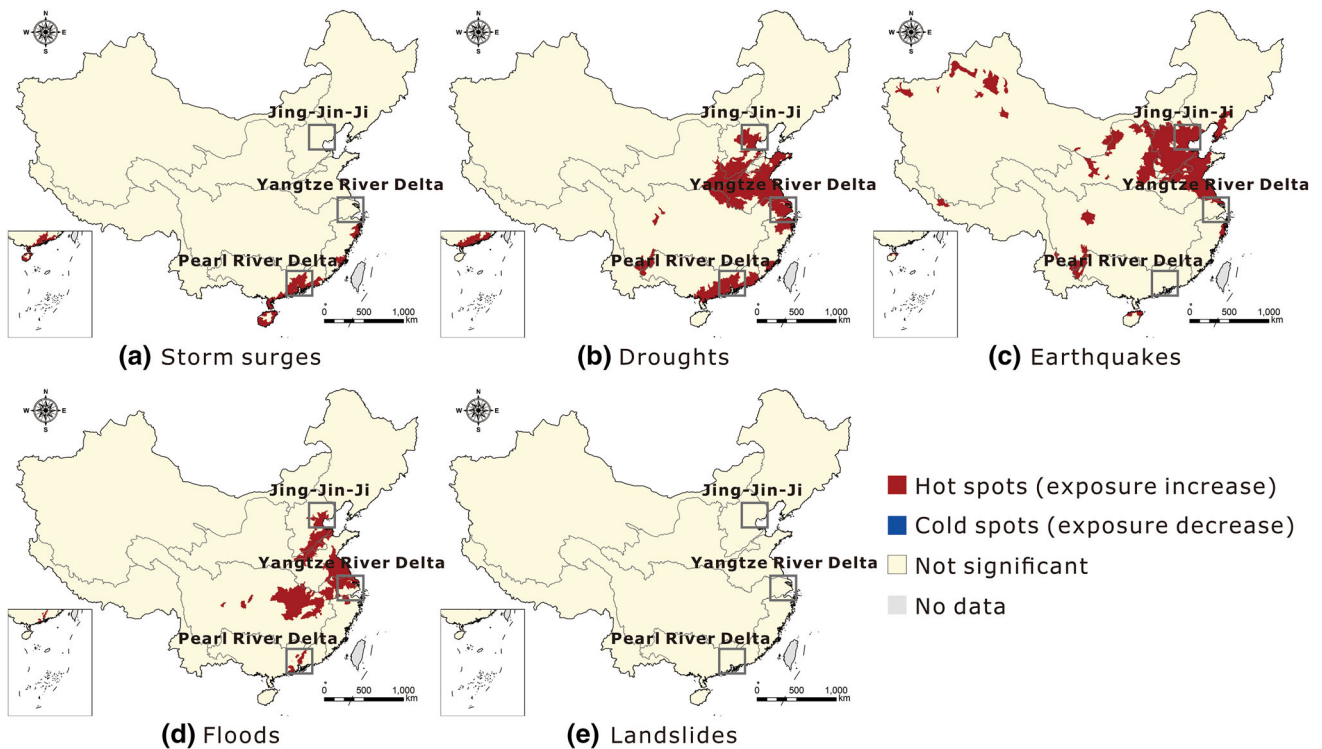 N
W E
S
Jing-Jin-Ji
Yangtze River Delta
Pearl River Delta
0 500 1,000
km
(a) Storm surges
N
W E
S
Jing-Jin-Ji
Yangtze River Delta
Pearl River Delta
0 500 1,000
km
(b) Droughts
N
W E
S
Jing-Jin-Ji
Yangtze River Delta
Pearl River Delta
0 500 1,000
km
(c) Earthquakes
N
W E
S
Jing-Jin-Ji
Yangtze River Delta
Pearl River Delta
0 500 1,000
km
(d) Floods
N
W E
S
Jing-Jin-Ji
Yangtze River Delta
Pearl River Delta
0 500 1,000
km
(e) Landslides
Hot spots (exposure increase)
Cold spots (exposure decrease)
Not significant
No data